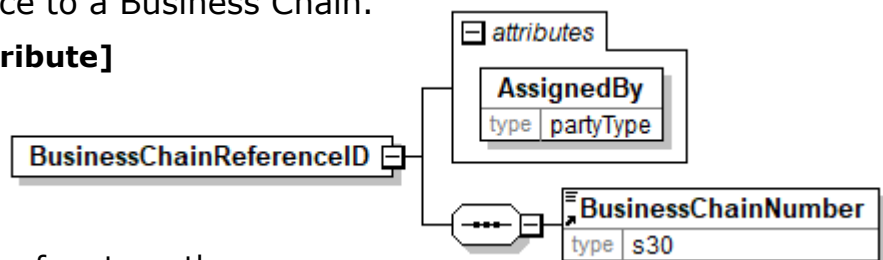 ce to a Business Chain.
ribute]
attributes
AssignedBy
type partyType
BusinessChainReferenceID
BusinessChainNumber
type s30